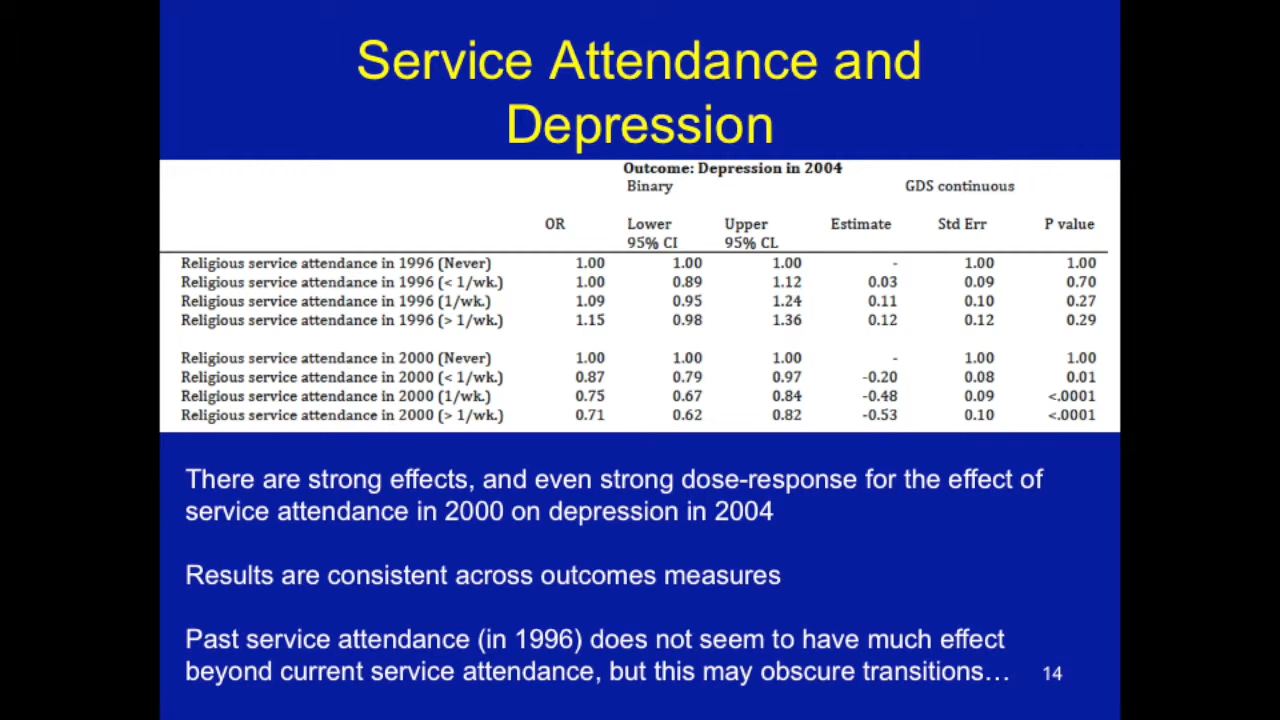 Service Attendance and
Depression
Outcome: Depression in 2004
Binary GDS continuous
OR Lower Upper Estimate Std Err P value
95% CI 95% CL
Religious service attendance in 1996 (Never) 1.00 1.00 1.00 - 1.00 1.00
Religious service attendance in 1996 (< 1/wk.) 1.00 0.89 1.12 0.03 0.09 0.70
Religious service attendance in 1996 (1/wk.) 1.09 0.95 1.24 0.11 0.10 0.27
Religious service attendance in 1996 (> 1/wk.) 1.15 0.98 1.36 0.12 0.12 0.29
Religious service attendance in 2000 (Never) 1.00 1.00 1.00 - 1.00 1.00
Religious service attendance in 2000 (< 1/wk.) 0.87 0.79 0.97 -0.20 0.08 0.01
Religious service attendance in 2000 (1/wk.) 0.75 0.67 0.84 -0.48 0.09 <.0001
Religious service attendance in 2000 (> 1/wk.) 0.71 0.62 0.82 -0.53 0.10 <.0001
There are strong effects, and even strong dose-response for the effect of
service attendance in 2000 on depression in 2004
Results are consistent across outcomes measures
Past service attendance (in 1996) does not seem to have much effect
beyond current service attendance, but this may obscure transitions… 14